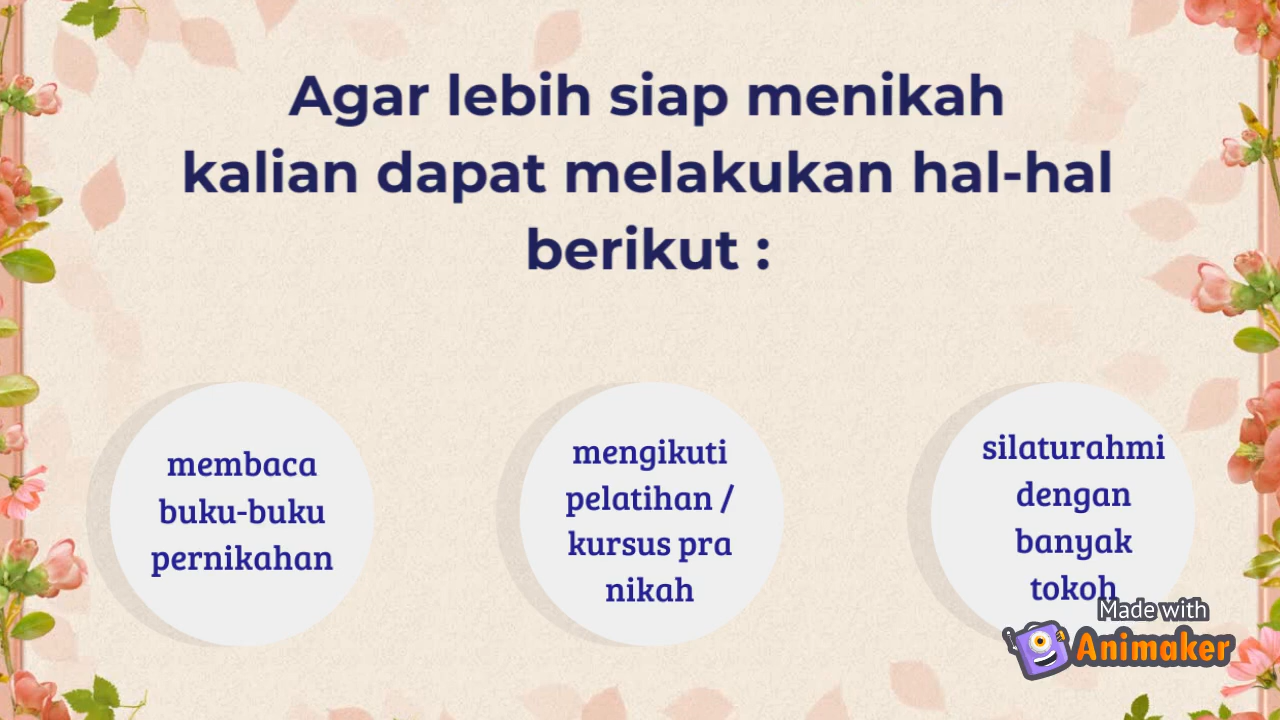 Agar lebih siap menikah
kalian dapat melakukan hal-hal
berikut :
membaca
buku-buku
pernikahan
mengikuti
pelatihan /
kursus pra
nikah
silaturahmi
dengan
banyak
tokoh
Made with
Animaker